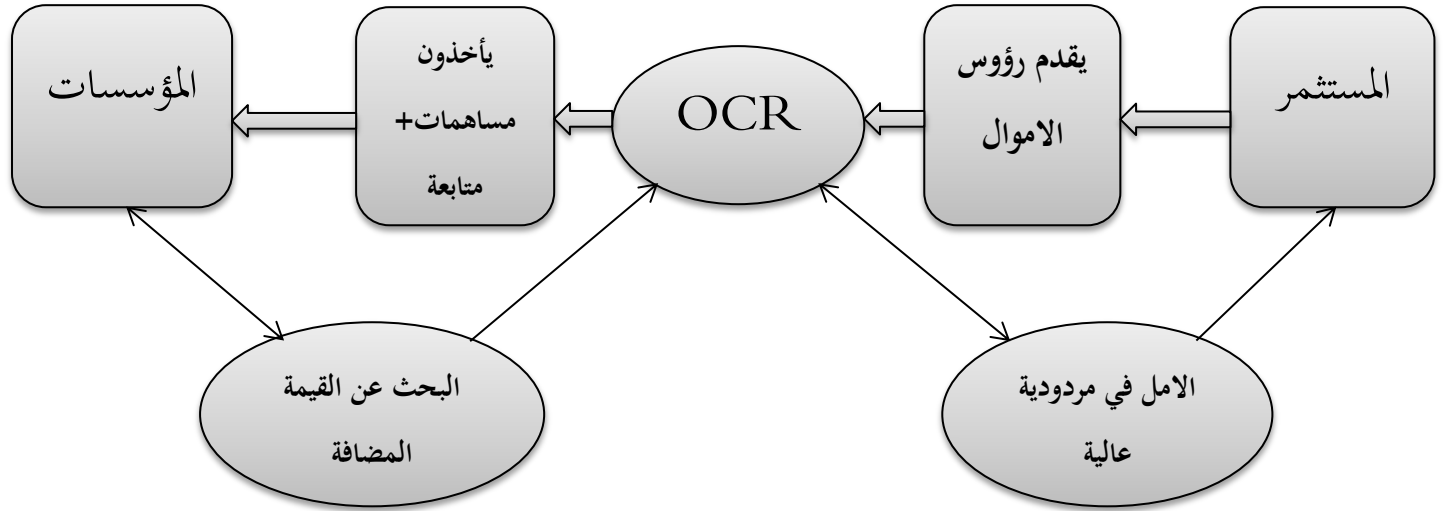 المستثمر
يقدم رؤوس
الاموال
OCR
يأخذون
مساهمات+
متابعة
المؤسسات
الامل في مردودية
عالية
البحث عن القيمة
المضافة